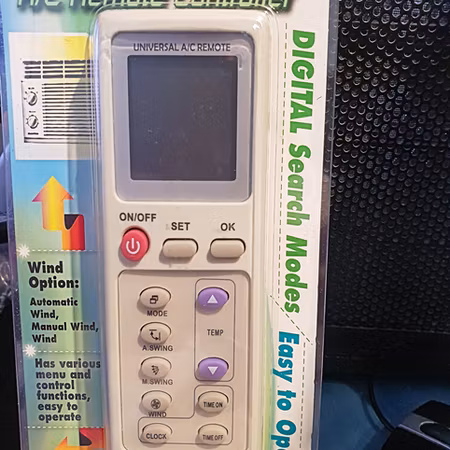 A/C Remote Controller
UNIVERSAL A/C REMOTE
ON/OFF
SET
OK
MODE
A.SWING
TEMP
M.SWING
WIND
TIME ON
CLOCK
TIME OFF
Wind
Option:
Automatic
Wind,
Manual Wind,
Wind
Has various
menu and
control
functions,
easy to
operate
DIGITAL Search Modes
Easy to Op